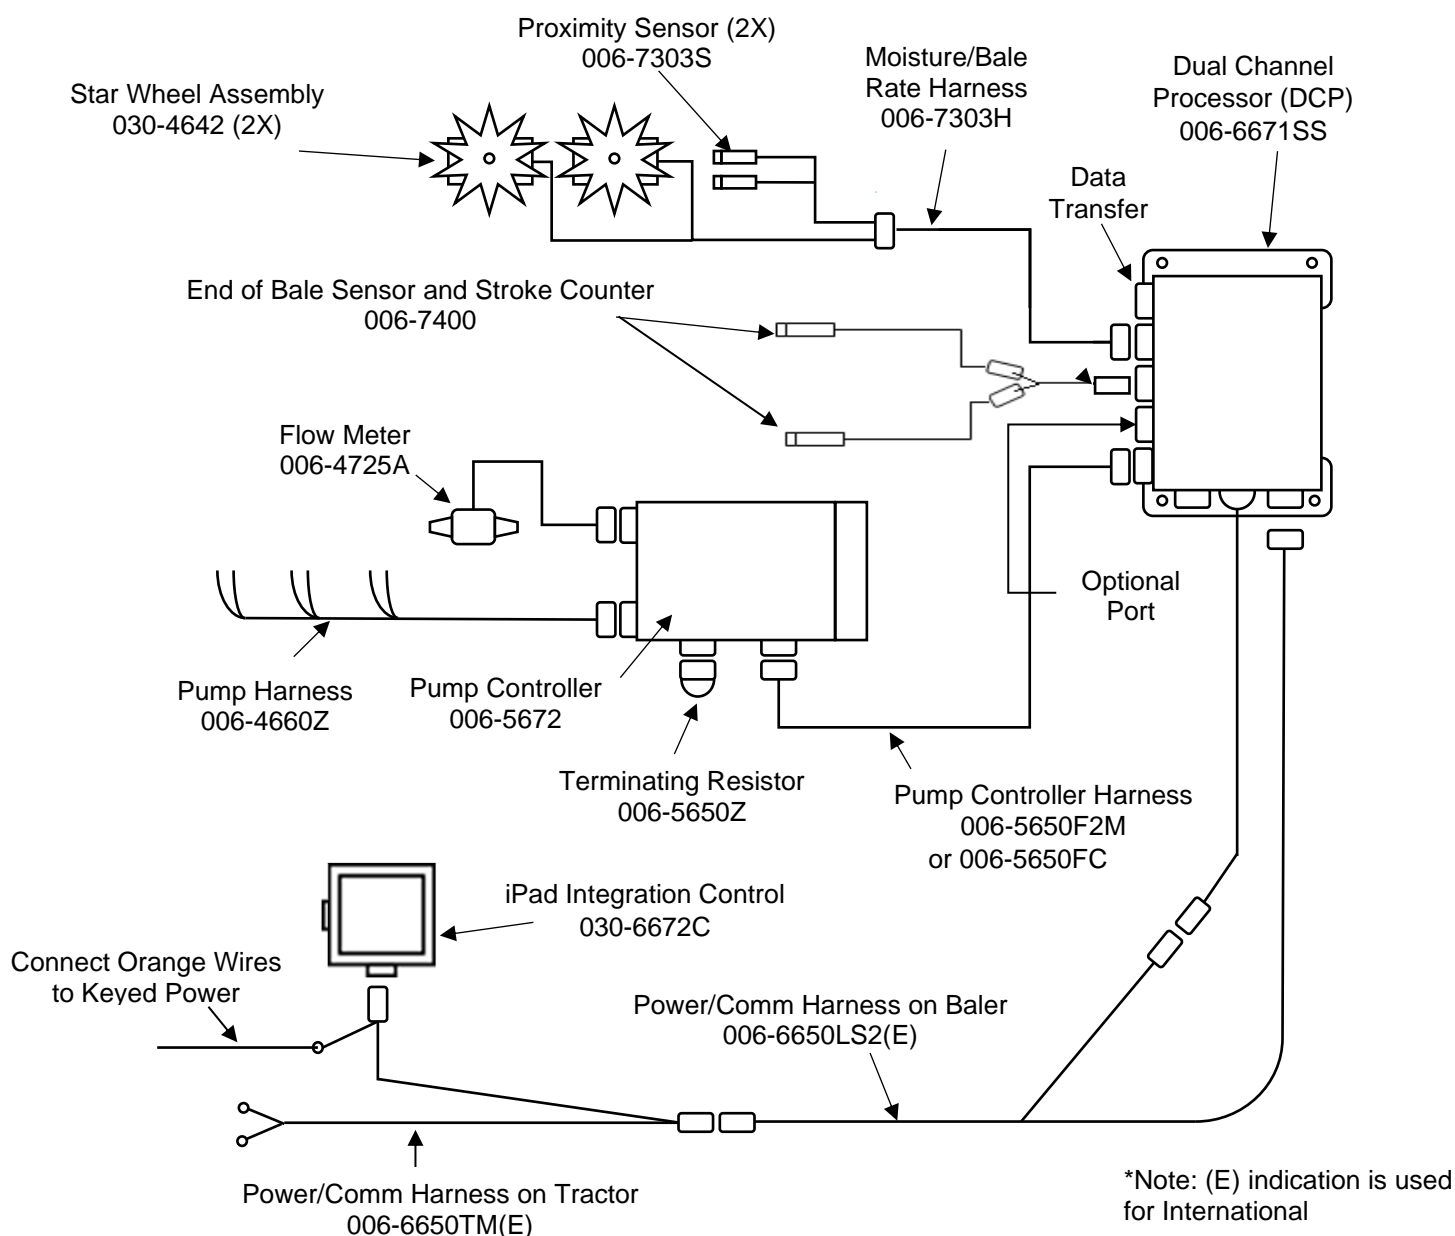 Proximity Sensor (2X)
006-7303S
Moisture/Bale
Rate Harness
006-7303H
Dual Channel
Processor (DCP)
006-6671SS
Star Wheel Assembly
030-4642 (2X)
Data
Transfer
End of Bale Sensor and Stroke Counter
006-7400
Flow Meter
006-4725A
Optional
Port
Pump Harness
006-4660Z
Pump Controller
006-5672
Terminating Resistor
006-5650Z
Pump Controller Harness
006-5650F2M
or 006-5650FC
iPad Integration Control
030-6672C
Connect Orange Wires
to Keyed Power
Power/Comm Harness on Baler
006-6650LS2(E)
Power/Comm Harness on Tractor
006-6650TM(E)
*Note: (E) indication is used
for International